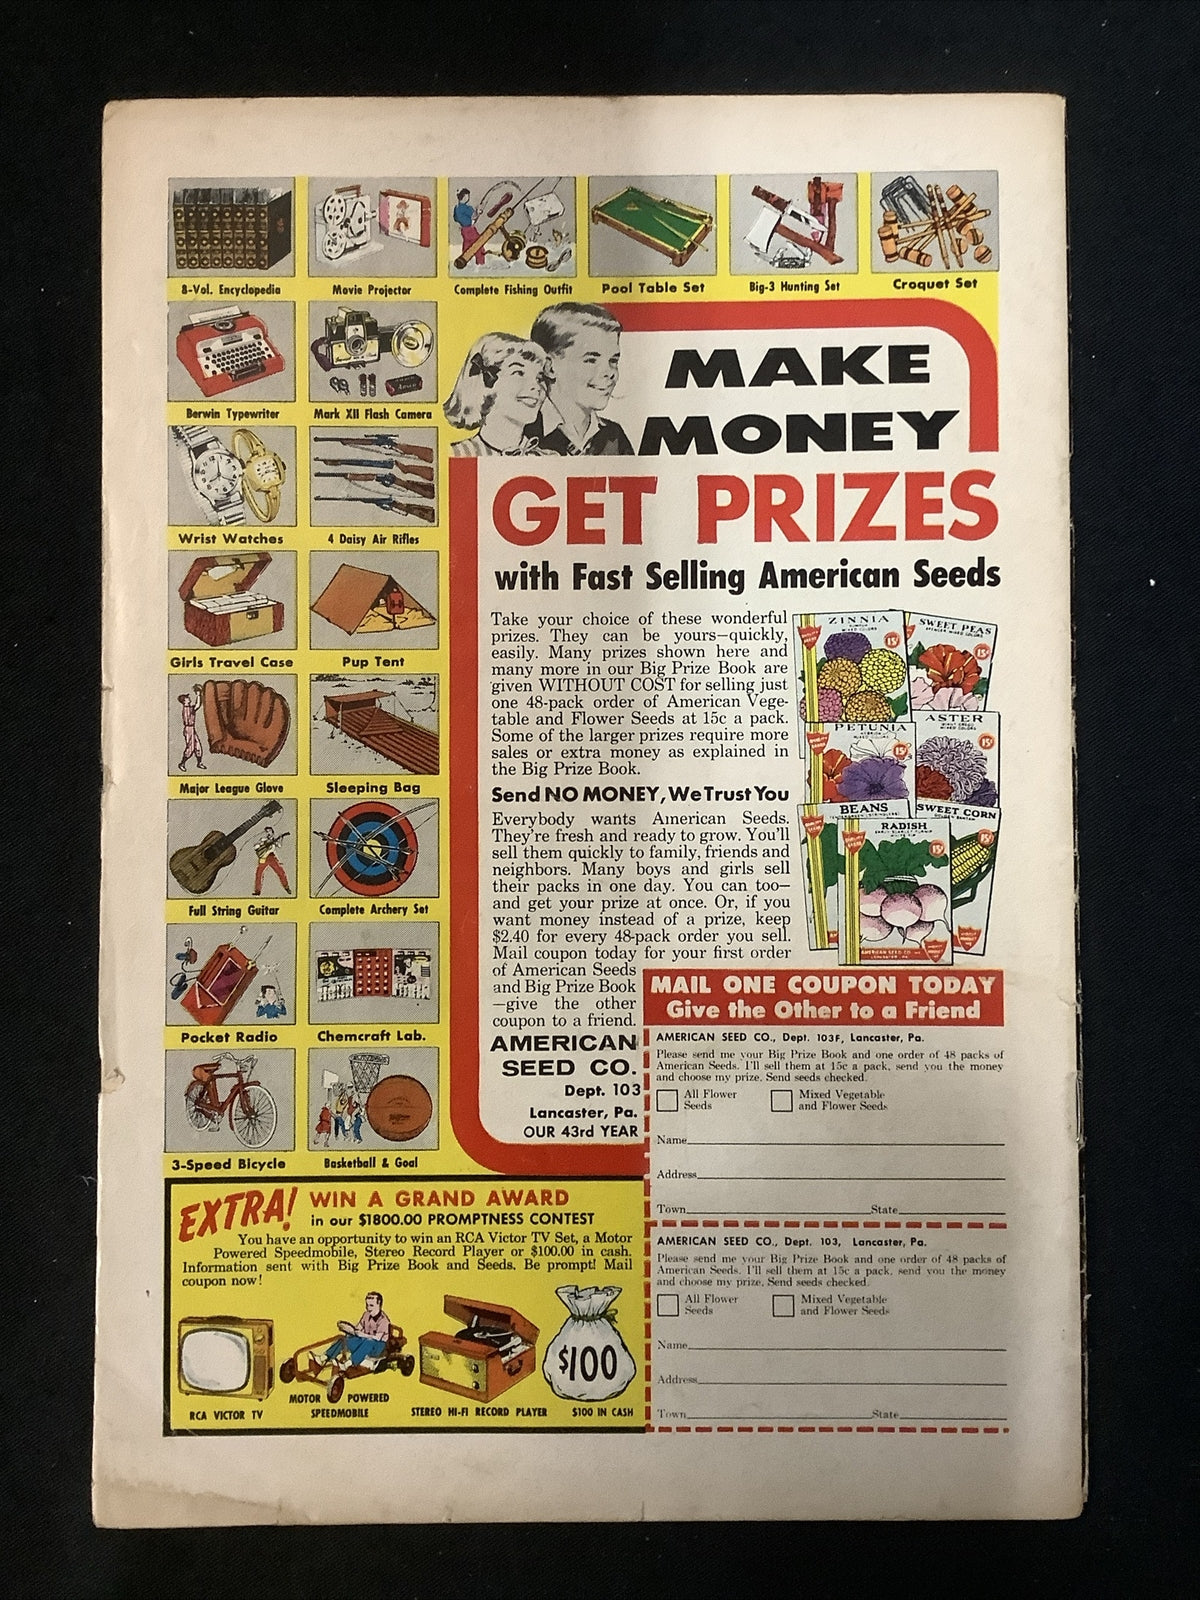 8-Vol. Encyclopedia
Movie Projector
Complete Fishing Outfit
Pool Table Set
Big-3 Hunting Set
Croquet Set
Berwin Typewriter
Mark XII Flash Camera
Wrist Watches
4 Daisy Air Rifles
Girls Travel Case
Pup Tent
Major League Glove
Sleeping Bag
Full String Guitar
Complete Archery Set
Pocket Radio
Chemcraft Lab.
3-Speed Bicycle
Basketball & Goal
MAKE
MONEY
GET PRIZES
with Fast Selling American Seeds
Take your choice of these wonderful
prizes. They can be yours—quickly,
easily. Many prizes shown here and
many more in our Big Prize Book are
given WITHOUT COST for selling just
one 48-pack order of American Vege-
table and Flower Seeds at 15c a pack.
Some of the larger prizes require more
sales or extra money as explained in
the Big Prize Book.
Send NO MONEY, We Trust You
Everybody wants American Seeds.
They're fresh and ready to grow. You'll
sell them quickly to family, friends and
neighbors. Many boys and girls sell
their packs in one day. You can too—
and get your prize at once. Or, if you
want money instead of a prize, keep
$2.40 for every 48-pack order you sell.
Mail coupon today for your first order
of American Seeds
and Big Prize Book
—give the other
coupon to a friend.
AMERICAN
SEED CO.
Dept. 103
Lancaster, Pa.
OUR 43rd YEAR
ZINNIA
MIXED COLORS
15¢
SWEET PEAS
MIXED COLORS
15¢
PETUNIA
MIXED COLORS
15¢
ASTER
MIXED COLORS
15¢
BEANS
SWEET CORN
15¢
RADISH
15¢
AMERICAN SEED CO.
LANCASTER, PA.
MAIL ONE COUPON TODAY
Give the Other to a Friend
AMERICAN SEED CO., Dept. 103F, Lancaster, Pa.
Please send me your Big Prize Book and one order of 48 packs of
American Seeds. I'll sell them at 15c a pack, send you the money
and choose my prize. Send seeds checked.
All Flower
Seeds
Mixed Vegetable
and Flower Seeds
Name
Address
Town State
AMERICAN SEED CO., Dept. 103, Lancaster, Pa.
Please send me your Big Prize Book and one order of 48 packs of
American Seeds. I'll sell them at 15c a pack, send you the money
and choose my prize. Send seeds checked.
All Flower
Seeds
Mixed Vegetable
and Flower Seeds
Name
Address
Town State
EXTRA! WIN A GRAND AWARD
in our $1800.00 PROMPTNESS CONTEST
You have an opportunity to win an RCA Victor TV Set, a Motor
Powered Speedmobile, Stereo Record Player or $100.00 in cash.
Information sent with Big Prize Book and Seeds. Be prompt! Mail
coupon now!
$100
RCA VICTOR TV
MOTOR POWERED
SPEEDMOBILE
STEREO HI-FI RECORD PLAYER
$100 IN CASH